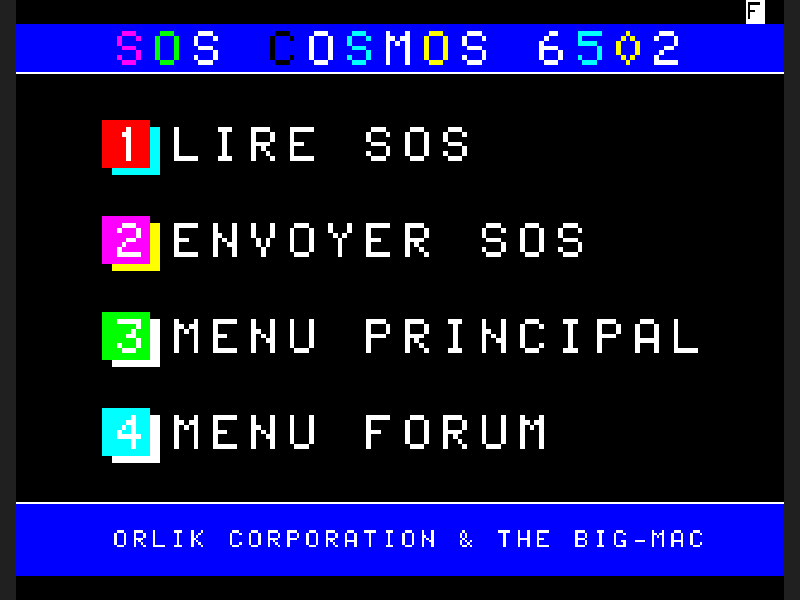 F
SOS COSMOS 6502
1 LIRE SOS
2 ENVOYER SOS
3 MENU PRINCIPAL
4 MENU FORUM
ORLIK CORPORATION & THE BIG-MAC